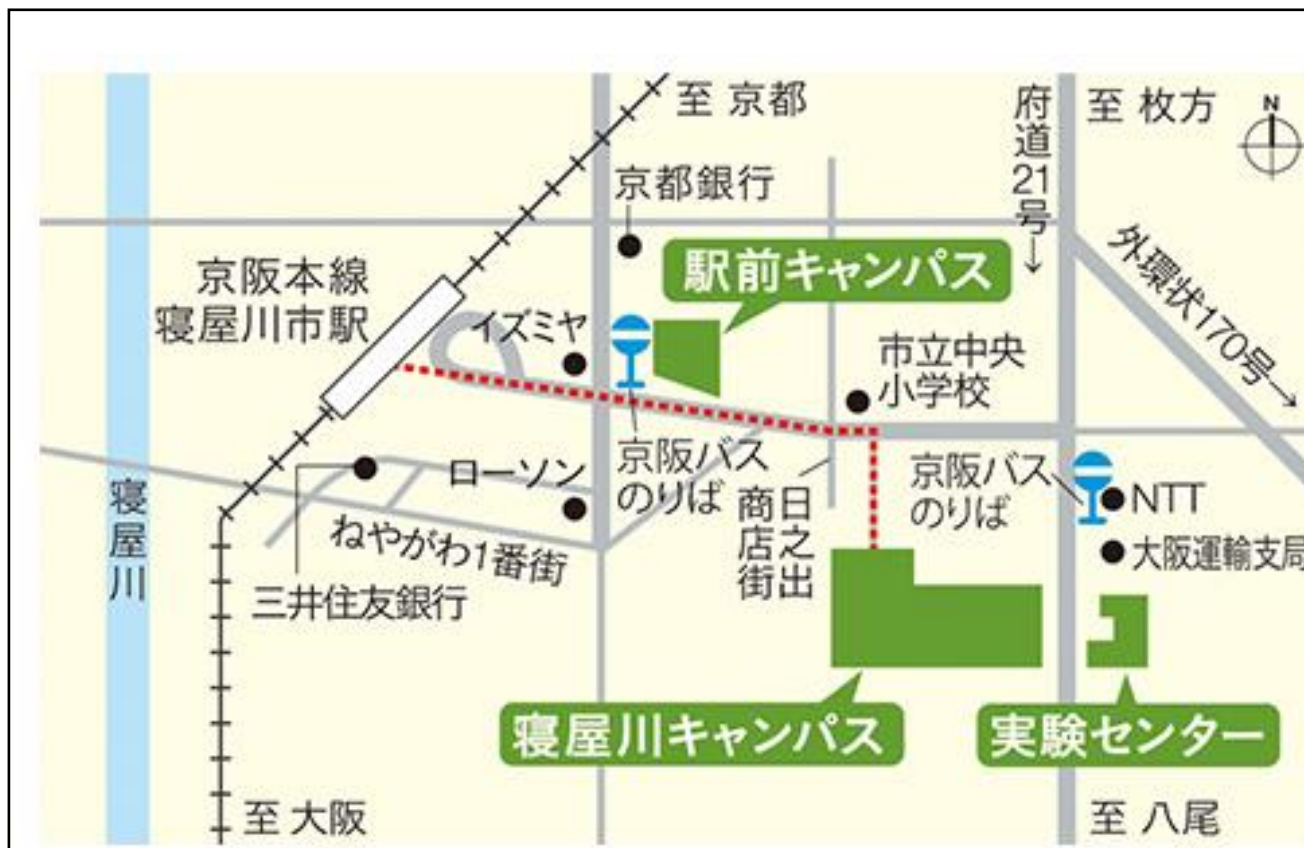 至 京都
府道21号→
至 枚方
N
京都銀行
駅前キャンパス
外環状170号→
京阪本線
寝屋川市駅
イズミヤ
市立中央
小学校
京阪バス
のりば
ローソン
京阪バス
のりば
NTT
日之出
商店街
寝屋川
ねやがわ1番街
大阪運輸支局
三井住友銀行
寝屋川キャンパス
実験センター
至 大阪
至 八尾